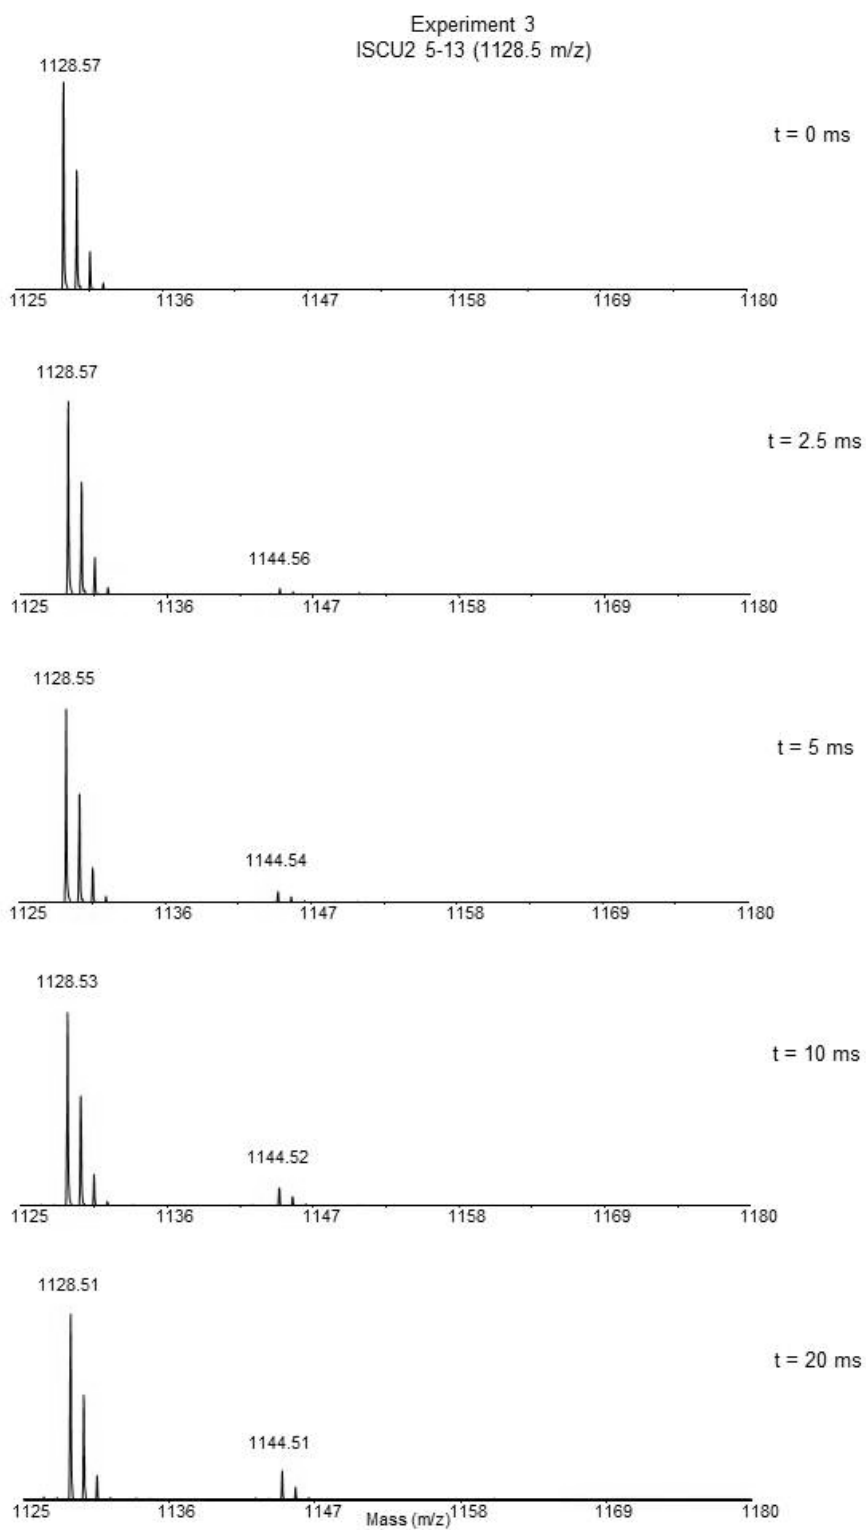 Experiment 3
ISCU2 5-13 (1128.5 m/z)
1128.57
t = 0 ms
1125 1136 1147 1158 1169 1180
1128.57
t = 2.5 ms
1144.56
1125 1136 1147 1158 1169 1180
1128.55
t = 5 ms
1144.54
1125 1136 1147 1158 1169 1180
1128.53
t = 10 ms
1144.52
1125 1136 1147 1158 1169 1180
1128.51
t = 20 ms
1144.51
1125 1136 1147 1158 1169 1180
Mass (m/z)